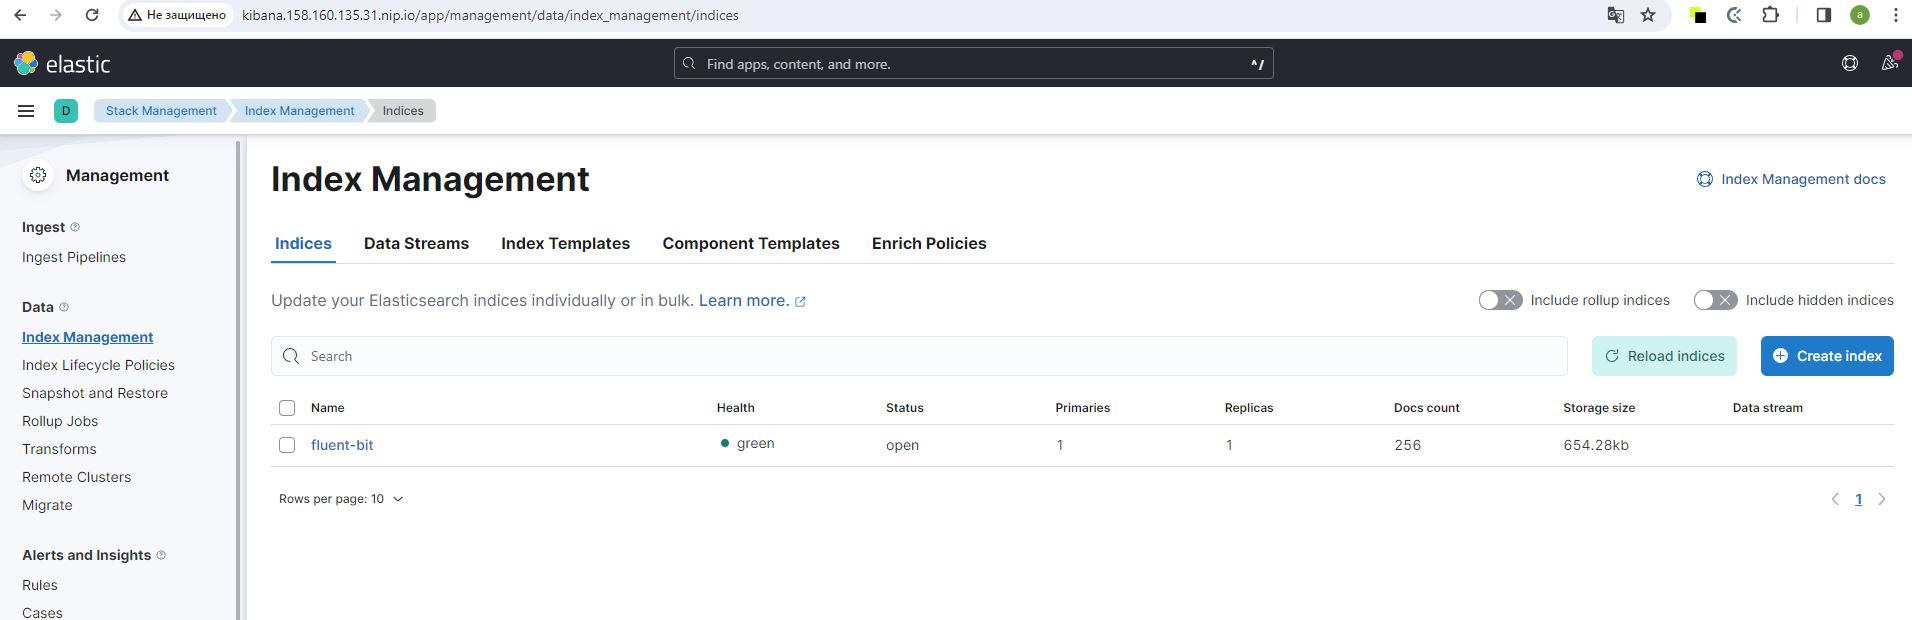 Не защищено kibana.158.160.135.31.nip.io/app/management/data/index_management/indices a
elastic Find apps, content, and more. ^/
D Stack Management Index Management Indices
Management
Ingest
Ingest Pipelines
Data
Index Management
Index Lifecycle Policies
Snapshot and Restore
Rollup Jobs
Transforms
Remote Clusters
Migrate
Alerts and Insights
Rules
Cases
Index Management
Index Management docs
Indices Data Streams Index Templates Component Templates Enrich Policies
Update your Elasticsearch indices individually or in bulk. Learn more. Include rollup indices Include hidden indices
Search Reload indices Create index
Name Health Status Primaries Replicas Docs count Storage size Data stream
fluent-bit green open 1 1 256 654.28kb
Rows per page: 10 1